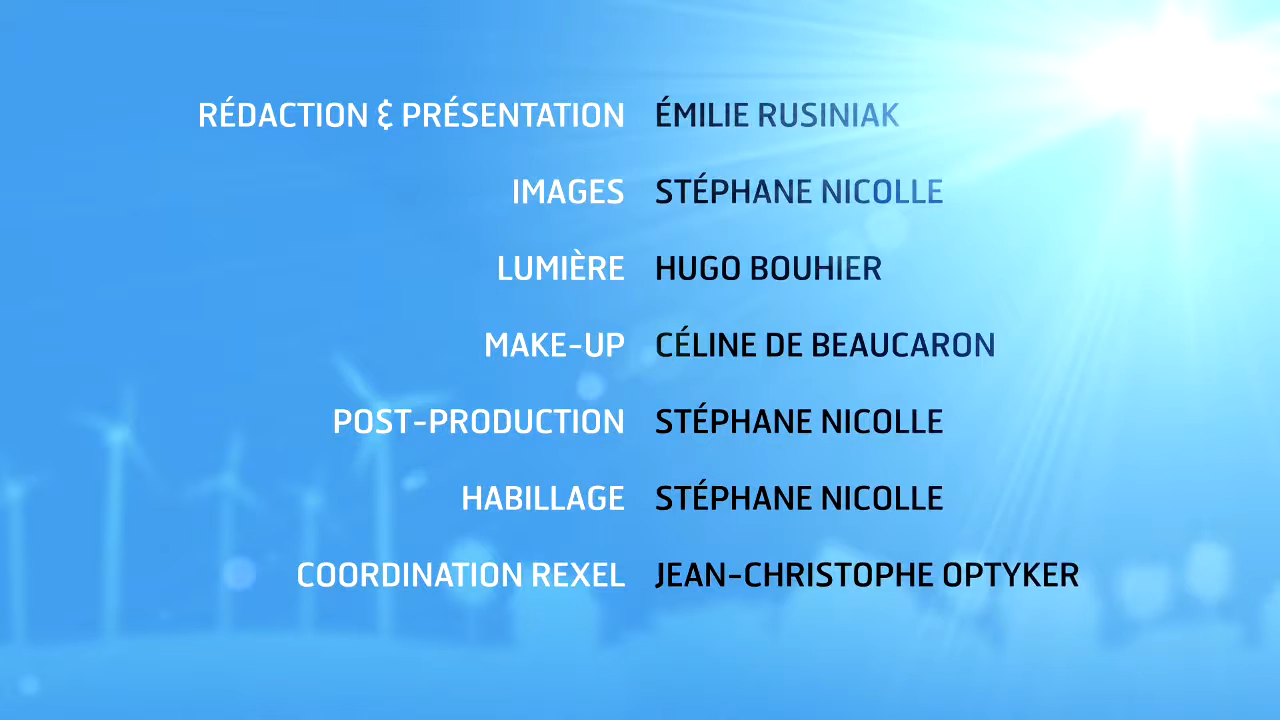 RÉDACTION & PRÉSENTATION ÉMILIE RUSINIAK
IMAGES STÉPHANE NICOLLE
LUMIÈRE HUGO BOUHIER
MAKE-UP CÉLINE DE BEAUCARON
POST-PRODUCTION STÉPHANE NICOLLE
HABILLAGE STÉPHANE NICOLLE
COORDINATION REXEL JEAN-CHRISTOPHE OPTYKER